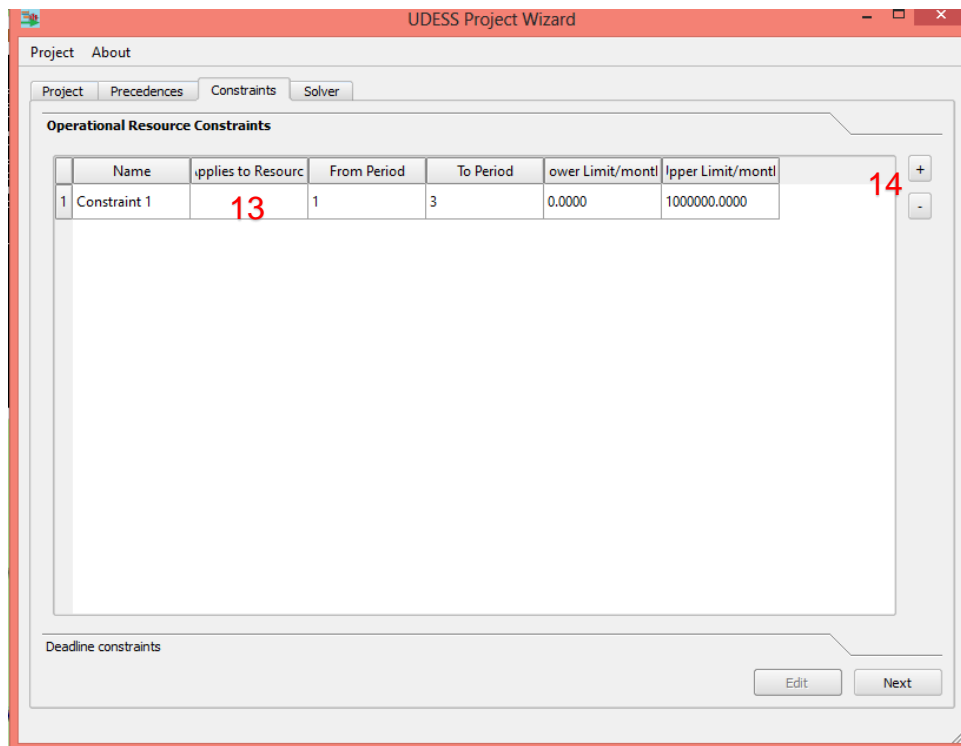 UDESS Project Wizard
Project About
Project Precedences Constraints Solver
Operational Resource Constraints
Name pplies to Resourc From Period To Period ower Limit/montl pper Limit/montl
14 +
1 Constraint 1 13 1 3 0.0000 1000000.0000
-
Deadline constraints
Edit Next